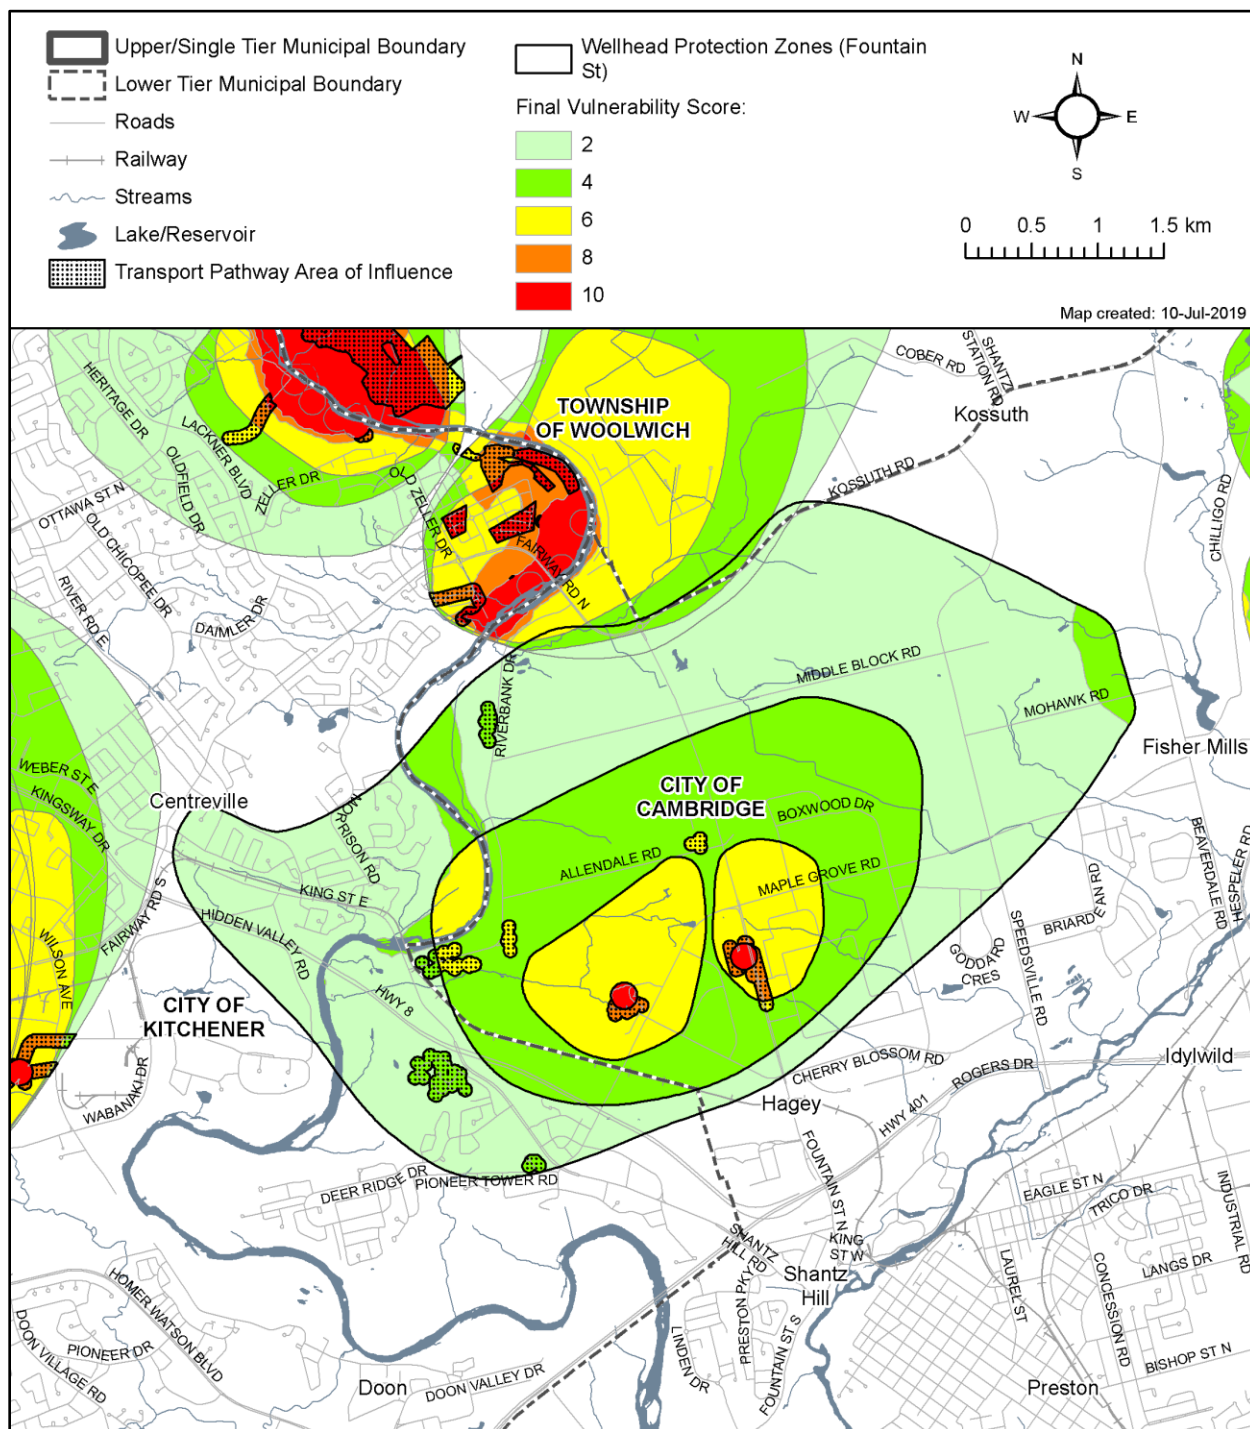 Upper/Single Tier Municipal Boundary
Lower Tier Municipal Boundary
Roads
Railway
Streams
Lake/Reservoir
Transport Pathway Area of Influence
Wellhead Protection Zones (Fountain
St)
Final Vulnerability Score:
2
4
6
8
10
N
W
E
S
0 0.5 1 1.5 km
Map created: 10-Jul-2019
COBER RD
SHANTZ
STATION RD
Kossuth
KOSSUTH RD
CHILLIGO RD
TOWNSHIP
OF WOOLWICH
HERITAGE DR
LACKNER BLVD
OLDFIELD DR
ZELLER DR
OLD ZELLER DR
OTTAWA ST N
OLD CHICOPEE DR
RIVER RD E
DAIMLER DR
FAIRWAY RD N
RIVERBANK DR
MIDDLE BLOCK RD
MOHAWK RD
Fisher Mills
WEBER ST E
KINGSWAY DR
Centreville
CITY OF
CAMBRIDGE
BOXWOOD DR
ALLENDALE RD
MAPLE GROVE RD
PRISON RD
KING ST E
HIDDEN VALLEY RD
FAIRWAY RD S
WILSON AVE
CITY OF
KITCHENER
HWY 8
WABANAKI DR
BEAVERDALE RD
HESPELER RD
BRIARDEAN RD
GODDARD
CRES
SPEEDSVILLE RD
CHERRY BLOSSOM RD
ROGERS DR
Idylwild
Hagey
HWY 401
FOUNTAIN ST N
DEER RIDGE DR
PIONEER TOWER RD
EAGLE ST N
TRICO DR
INDUSTRIAL RD
SHANTZ
HILL RD
KING
ST W
Shantz
Hill
LANGS DR
LAUREL ST
CONCESSION RD
HOMER WATSON BLVD
DOON VILLAGE RD
PIONEER DR
Doon
DOON VALLEY DR
LINDEN DR
PRESTON PKY
FOUNTAIN ST S
BISHOP ST N
Preston